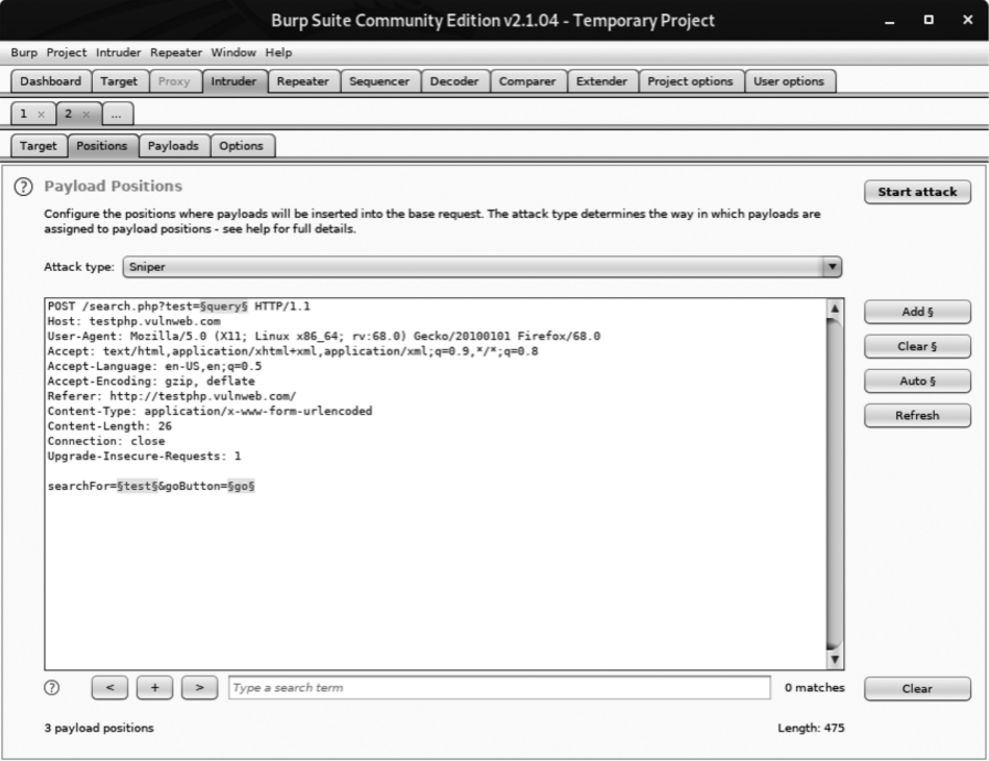 Burp Suite Community Edition v2.1.04 - Temporary Project
Burp Project Intruder Repeater Window Help
Dashboard Target Proxy Intruder Repeater Sequencer Decoder Comparer Extender Project options User options
1 × 2 × ...
Target Positions Payloads Options
? Payload Positions
Start attack
Configure the positions where payloads will be inserted into the base request. The attack type determines the way in which payloads are
assigned to payload positions - see help for full details.
Attack type: Sniper
POST /search.php?test=§query§ HTTP/1.1
Host: testphp.vulnweb.com
User-Agent: Mozilla/5.0 (X11; Linux x86_64; rv:68.0) Gecko/20100101 Firefox/68.0
Accept: text/html,application/xhtml+xml,application/xml;q=0.9,*/*;q=0.8
Accept-Language: en-US,en;q=0.5
Accept-Encoding: gzip, deflate
Referer: http://testphp.vulnweb.com/
Content-Type: application/x-www-form-urlencoded
Content-Length: 26
Connection: close
Upgrade-Insecure-Requests: 1
searchFor=§test§&goButton=§go§
Add §
Clear §
Auto §
Refresh
? < + > Type a search term 0 matches Clear
3 payload positions Length: 475